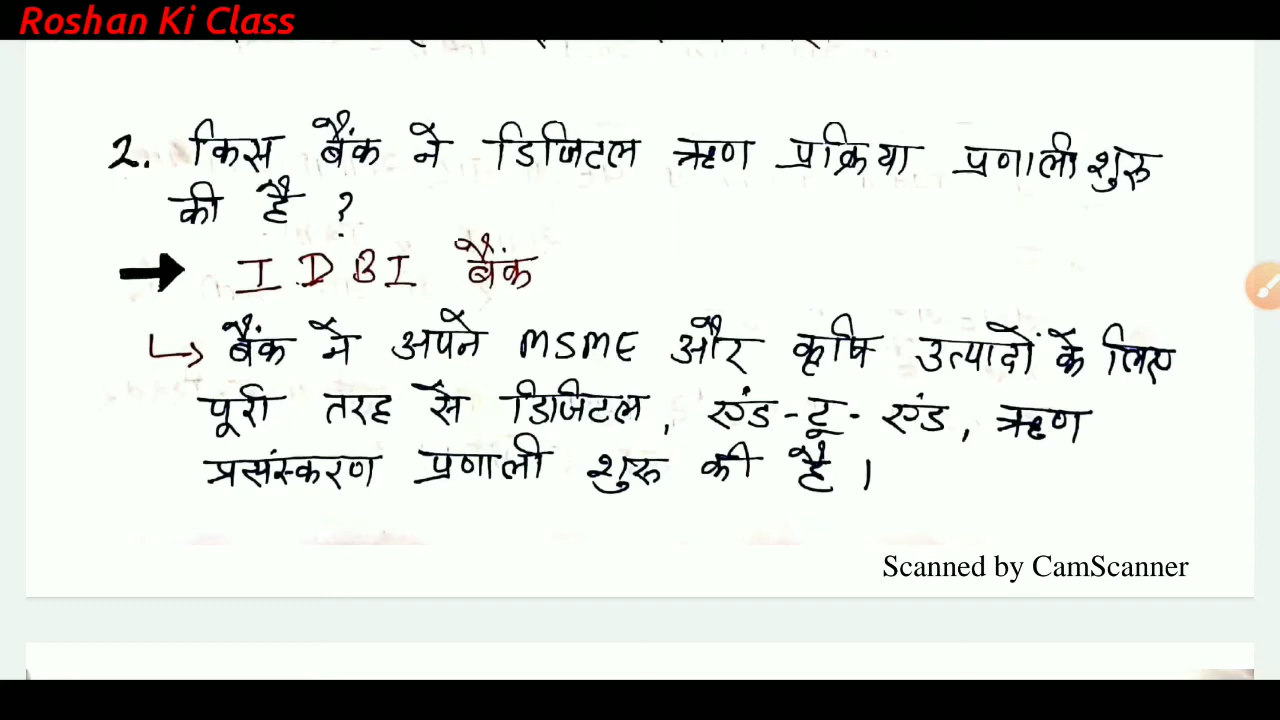 Roshan Ki Class
2. किस बैंक ने डिजिटल ऋण प्रक्रिया प्रणाली शुरू
की है ?
→ IDBI बैंक
↳ बैंक ने अपने MSME और कृषि उत्पादों के लिए
पूरी तरह से डिजिटल, एंड-टू-एंड, ऋण
प्रसंस्करण प्रणाली शुरू की है ।
Scanned by CamScanner